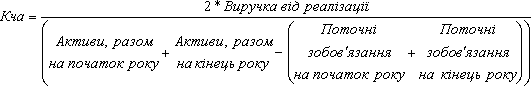 2 * Виручка від реалізації
Кча =
( Активи, разом на початок року + Активи, разом на кінець року − ( Поточні зобов'язання на початок року + Поточні зобов'язання на кінець року ) )